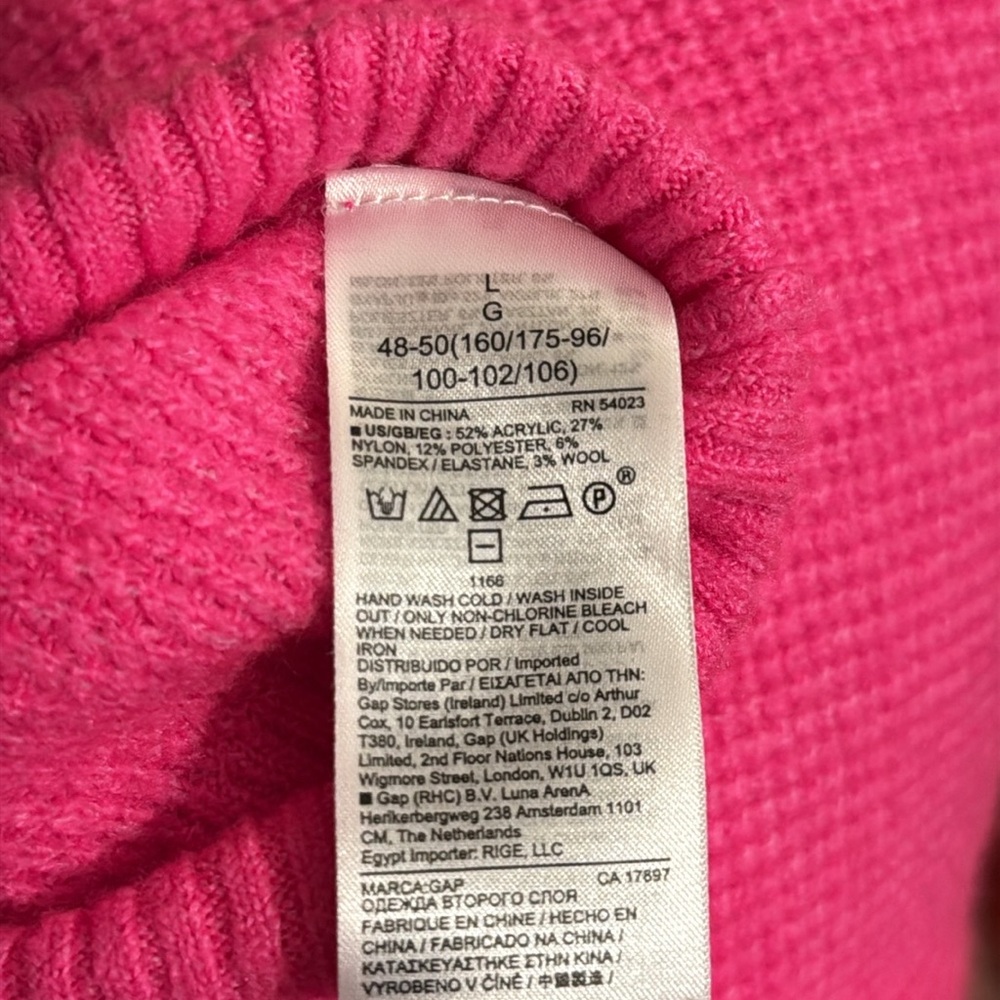 L
G
48-50(160/175-96/
100-102/106)
MADE IN CHINA RN 54023
■ US/GB/EG : 52% ACRYLIC, 27%
NYLON, 12% POLYESTER, 6%
SPANDEX / ELASTANE, 3% WOOL
P ®
1166
HAND WASH COLD / WASH INSIDE
OUT / ONLY NON-CHLORINE BLEACH
WHEN NEEDED / DRY FLAT / COOL
IRON
DISTRIBUIDO POR / Imported
By/Importe Par / ΕΙΣΑΓΕΤΑΙ ΑΠΟ ΤΗΝ:
Gap Stores (Ireland) Limited c/o Arthur
Cox, 10 Earlsfort Terrace, Dublin 2, D02
T380, Ireland, Gap (UK Holdings)
Limited, 2nd Floor Nations House, 103
Wigmore Street, London, W1U 1QS, UK
■ Gap (RHC) B.V. Luna ArenA
Herikerbergweg 238 Amsterdam 1101
CM, The Netherlands
Egypt Importer: RIGE, LLC
MARCA:GAP CA 17897
ОДЕЖДА ВТОРОГО СЛОЯ
FABRIQUE EN CHINE / HECHO EN
CHINA / FABRICADO NA CHINA /
ΚΑΤΑΣΚΕΥΑΣΤΗΚΕ ΣΤΗΝ ΚΙΝΑ /
VYROBENO V ČÍNĚ / 中國製造 /